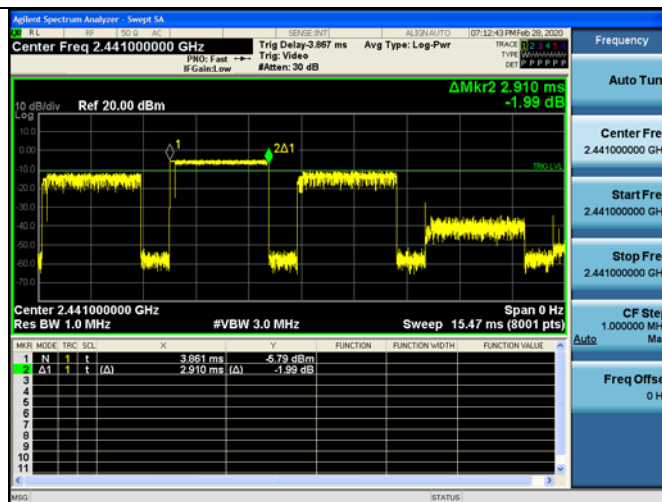 Agilent Spectrum Analyzer - Swept SA
RL RF 50 Ω AC SENSE:INT ALIGN AUTO 07:12:43 PM Feb 28, 2020
Center Freq 2.441000000 GHz
PNO: Fast
IFGain:Low
Trig Delay-3.867 ms
Trig: Video
#Atten: 30 dB
Avg Type: Log-Pwr
TRACE 1 2 3 4 5 6
TYPE
DET P P P P P P
ΔMkr2 2.910 ms
-1.99 dB
10 dB/div Ref 20.00 dBm
Log
10.0
0.00
-10.0
-20.0
-30.0
-40.0
-50.0
-60.0
-70.0
1
2Δ1
TRIG LVL
Center 2.441000000 GHz Span 0 Hz
Res BW 1.0 MHz #VBW 3.0 MHz Sweep 15.47 ms (8001 pts)
MKR MODE TRC SCL X Y FUNCTION FUNCTION WIDTH FUNCTION VALUE
1 N 1 t 3.861 ms -5.79 dBm
2 Δ1 1 t (Δ) 2.910 ms (Δ) -1.99 dB
3
4
5
6
7
8
9
10
11
MSG STATUS
Frequency
Auto Tun
Center Fre
2.441000000 GH
Start Fre
2.441000000 GH
Stop Fre
2.441000000 GH
CF Ste
1.000000 MH
Auto Ma
Freq Offse
0 H